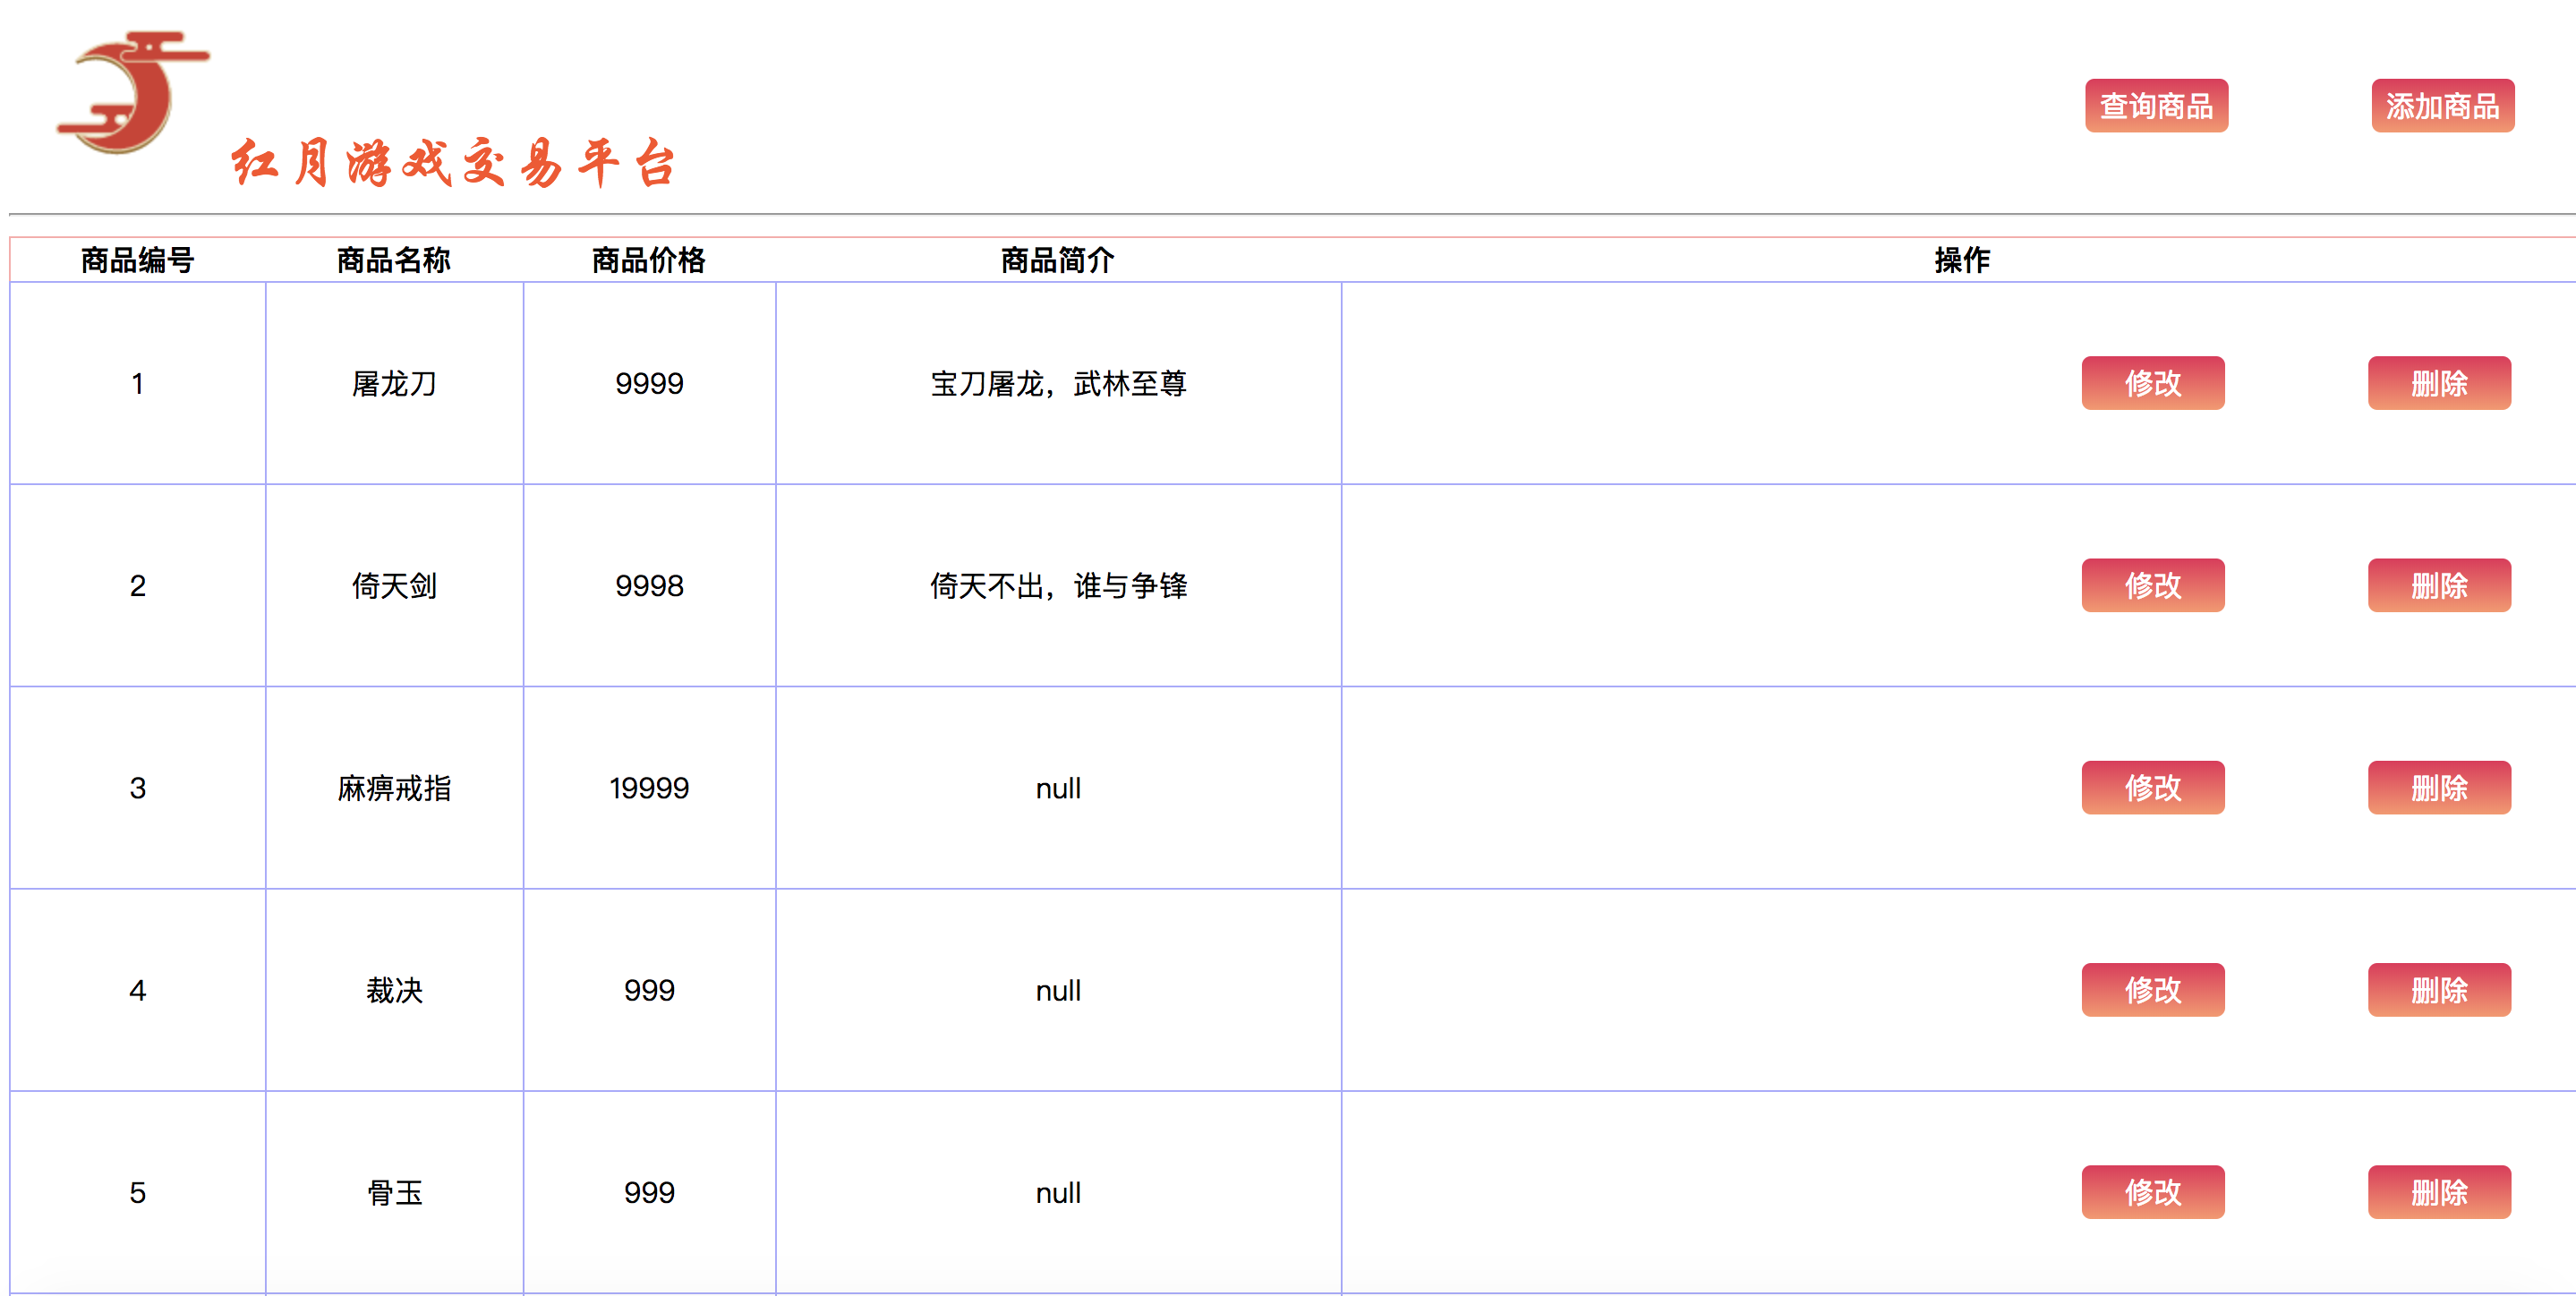 查询商品 添加商品
红月游戏交易平台
商品编号 商品名称 商品价格 商品简介 操作
1 屠龙刀 9999 宝刀屠龙，武林至尊 修改 删除
2 倚天剑 9998 倚天不出，谁与争锋 修改 删除
3 麻痹戒指 19999 null 修改 删除
4 裁决 999 null 修改 删除
5 骨玉 999 null 修改 删除